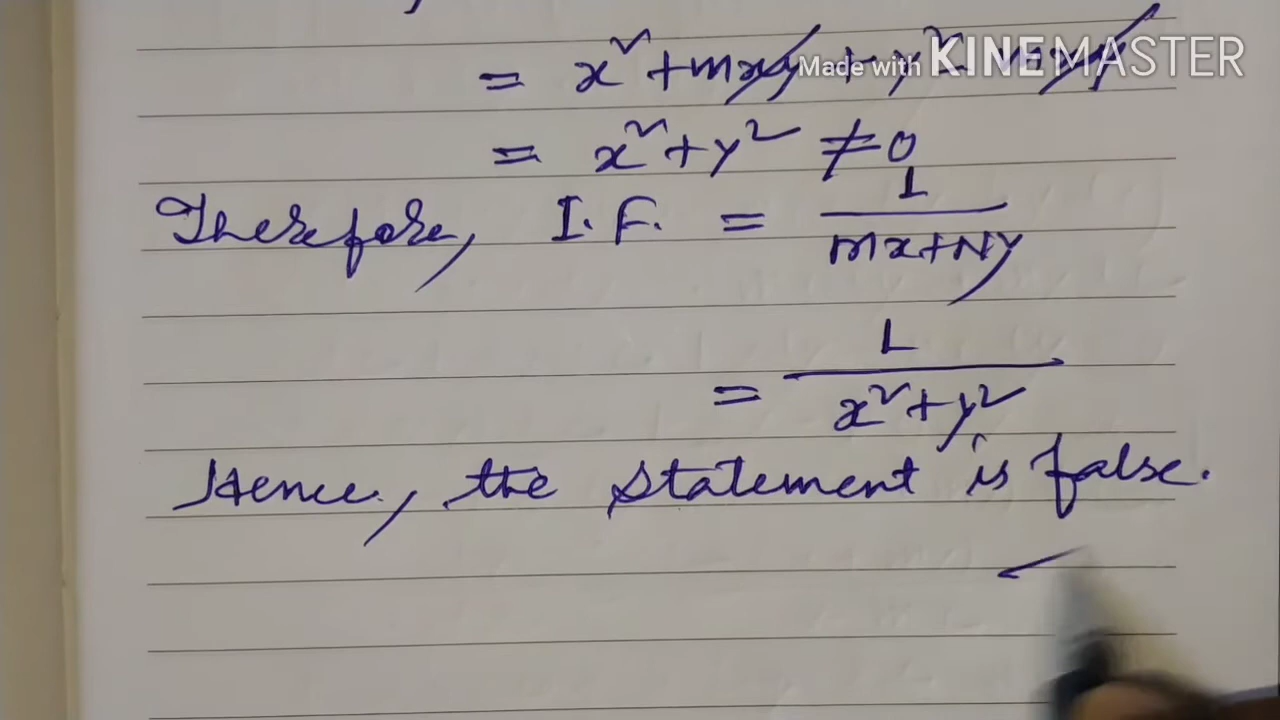 = x² + mxy + y² - mxy
Made with KINEMASTER
= x² + y² ≠ 0
Therefore, I.F. = 1 / Mx+Ny
= 1 / x² + y²
Hence, the statement is false.